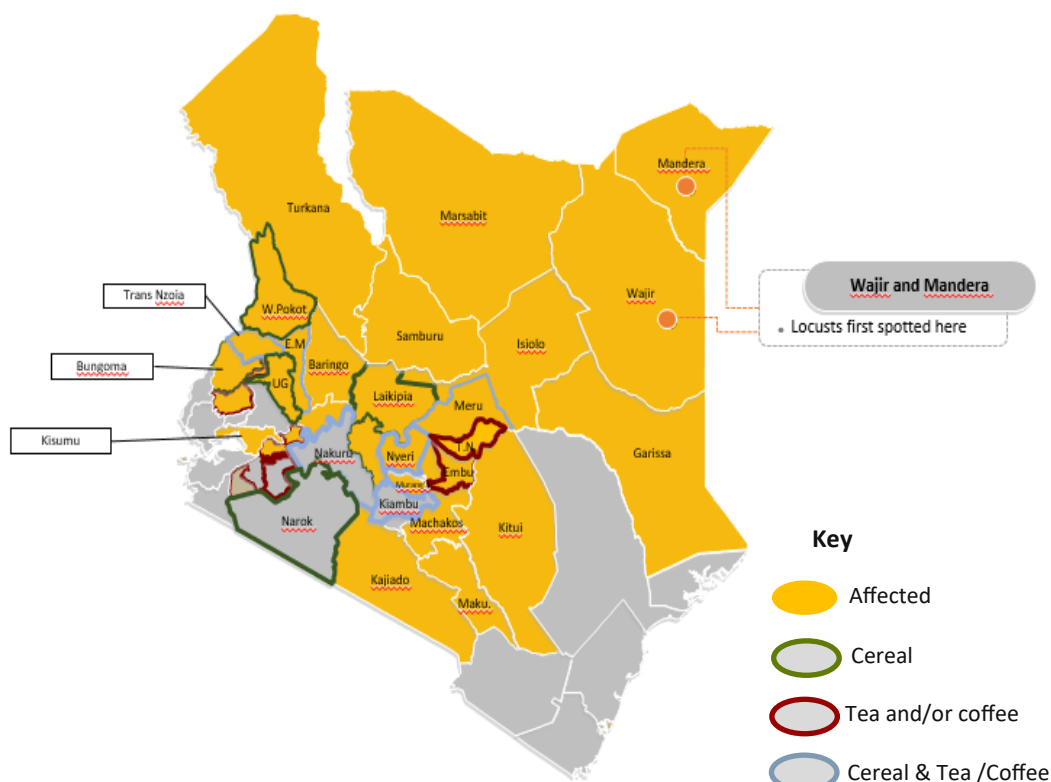 Mandera
Turkana
Marsabit
Wajir and Mandera
• Locusts first spotted here
Trans Nzoia
W.Pokot
Wajir
E.M
Samburu
Isiolo
Bungoma
Baringo
UG
Laikipia
Meru
Kisumu
T.N
Nakuru
Nyeri
Garissa
Embu
Kiambu
Narok
Machakos
Kitui
Key
Kajiado
Affected
Maku.
Cereal
Tea and/or coffee
Cereal & Tea /Coffee